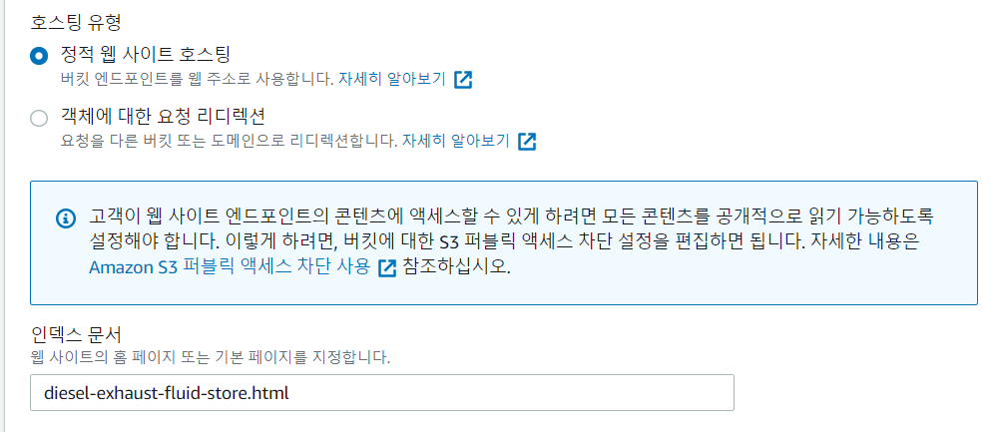 호스팅 유형
정적 웹 사이트 호스팅
버킷 엔드포인트를 웹 주소로 사용합니다. 자세히 알아보기
객체에 대한 요청 리디렉션
요청을 다른 버킷 또는 도메인으로 리디렉션합니다. 자세히 알아보기
고객이 웹 사이트 엔드포인트의 콘텐츠에 액세스할 수 있게 하려면 모든 콘텐츠를 공개적으로 읽기 가능하도록
설정해야 합니다. 이렇게 하려면, 버킷에 대한 S3 퍼블릭 액세스 차단 설정을 편집하면 됩니다. 자세한 내용은
Amazon S3 퍼블릭 액세스 차단 사용 참조하십시오.
인덱스 문서
웹 사이트의 홈 페이지 또는 기본 페이지를 지정합니다.
diesel-exhaust-fluid-store.html